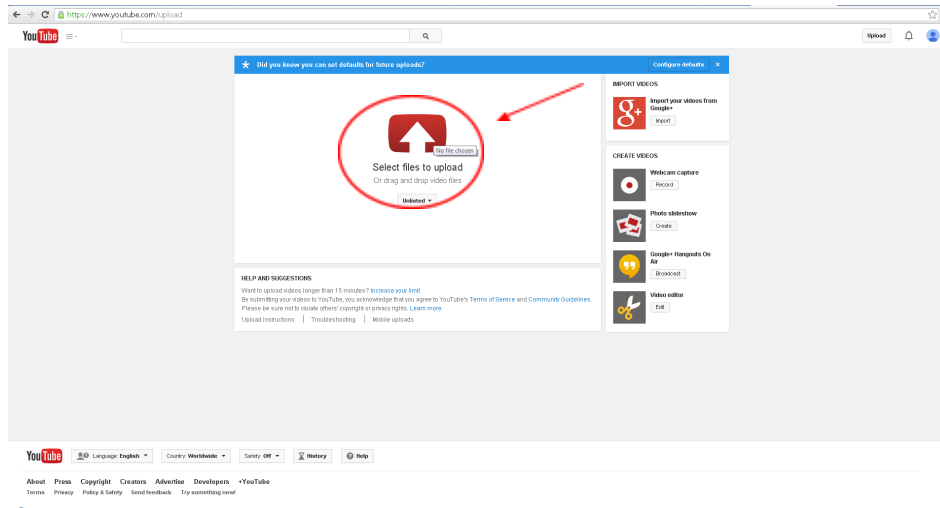 https://www.youtube.com/upload
YouTube
Upload
Did you know you can set defaults for future uploads?
Configure defaults ×
No file chosen
Select files to upload
Or drag and drop video files
Unlisted
IMPORT VIDEOS
g+
Import your videos from
Google+
Import
CREATE VIDEOS
Webcam capture
Record
Photo slideshow
Create
Google+ Hangouts On
Air
Broadcast
Video editor
Edit
HELP AND SUGGESTIONS
Want to upload videos longer than 15 minutes? Increase your limit
By submitting your videos to YouTube, you acknowledge that you agree to YouTube's Terms of Service and Community Guidelines.
Please be sure not to violate others' copyright or privacy rights. Learn more
Upload instructions | Troubleshooting | Mobile uploads
YouTube Language: English Country: Worldwide Safety: Off History Help
About Press Copyright Creators Advertise Developers +YouTube
Terms Privacy Policy & Safety Send feedback Try something new!